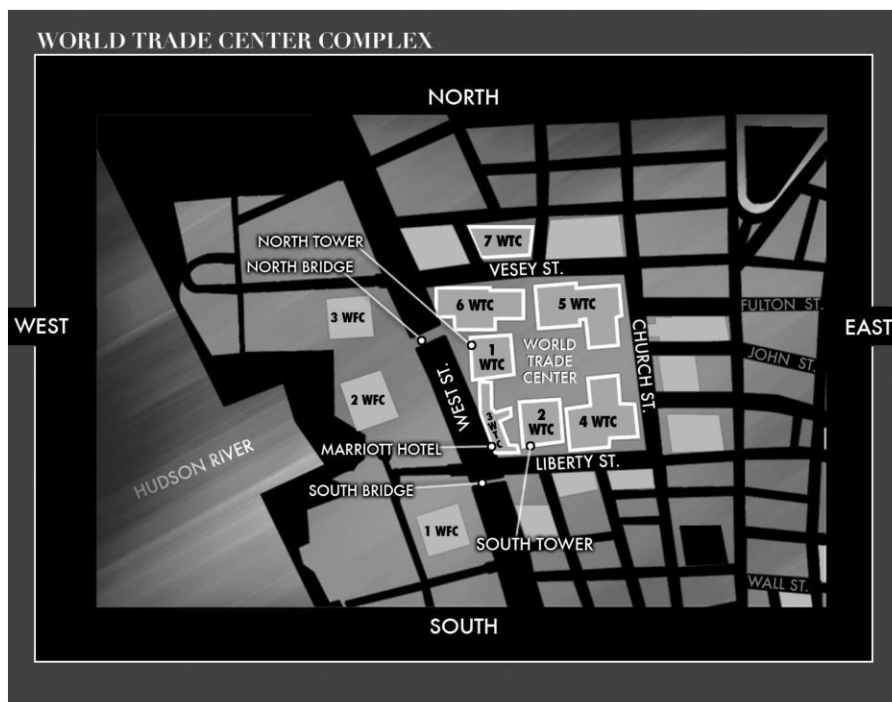 WORLD TRADE CENTER COMPLEX
NORTH
NORTH TOWER
NORTH BRIDGE
7 WTC
VESEY ST.
6 WTC
5 WTC
FULTON ST.
WEST
3 WFC
EAST
1
WTC
WORLD
TRADE
CENTER
CHURCH ST.
JOHN ST.
WEST ST.
2 WFC
3
W
T
C
2
WTC
4 WTC
MARRIOTT HOTEL
LIBERTY ST.
HUDSON RIVER
SOUTH BRIDGE
1 WFC
SOUTH TOWER
WALL ST.
SOUTH